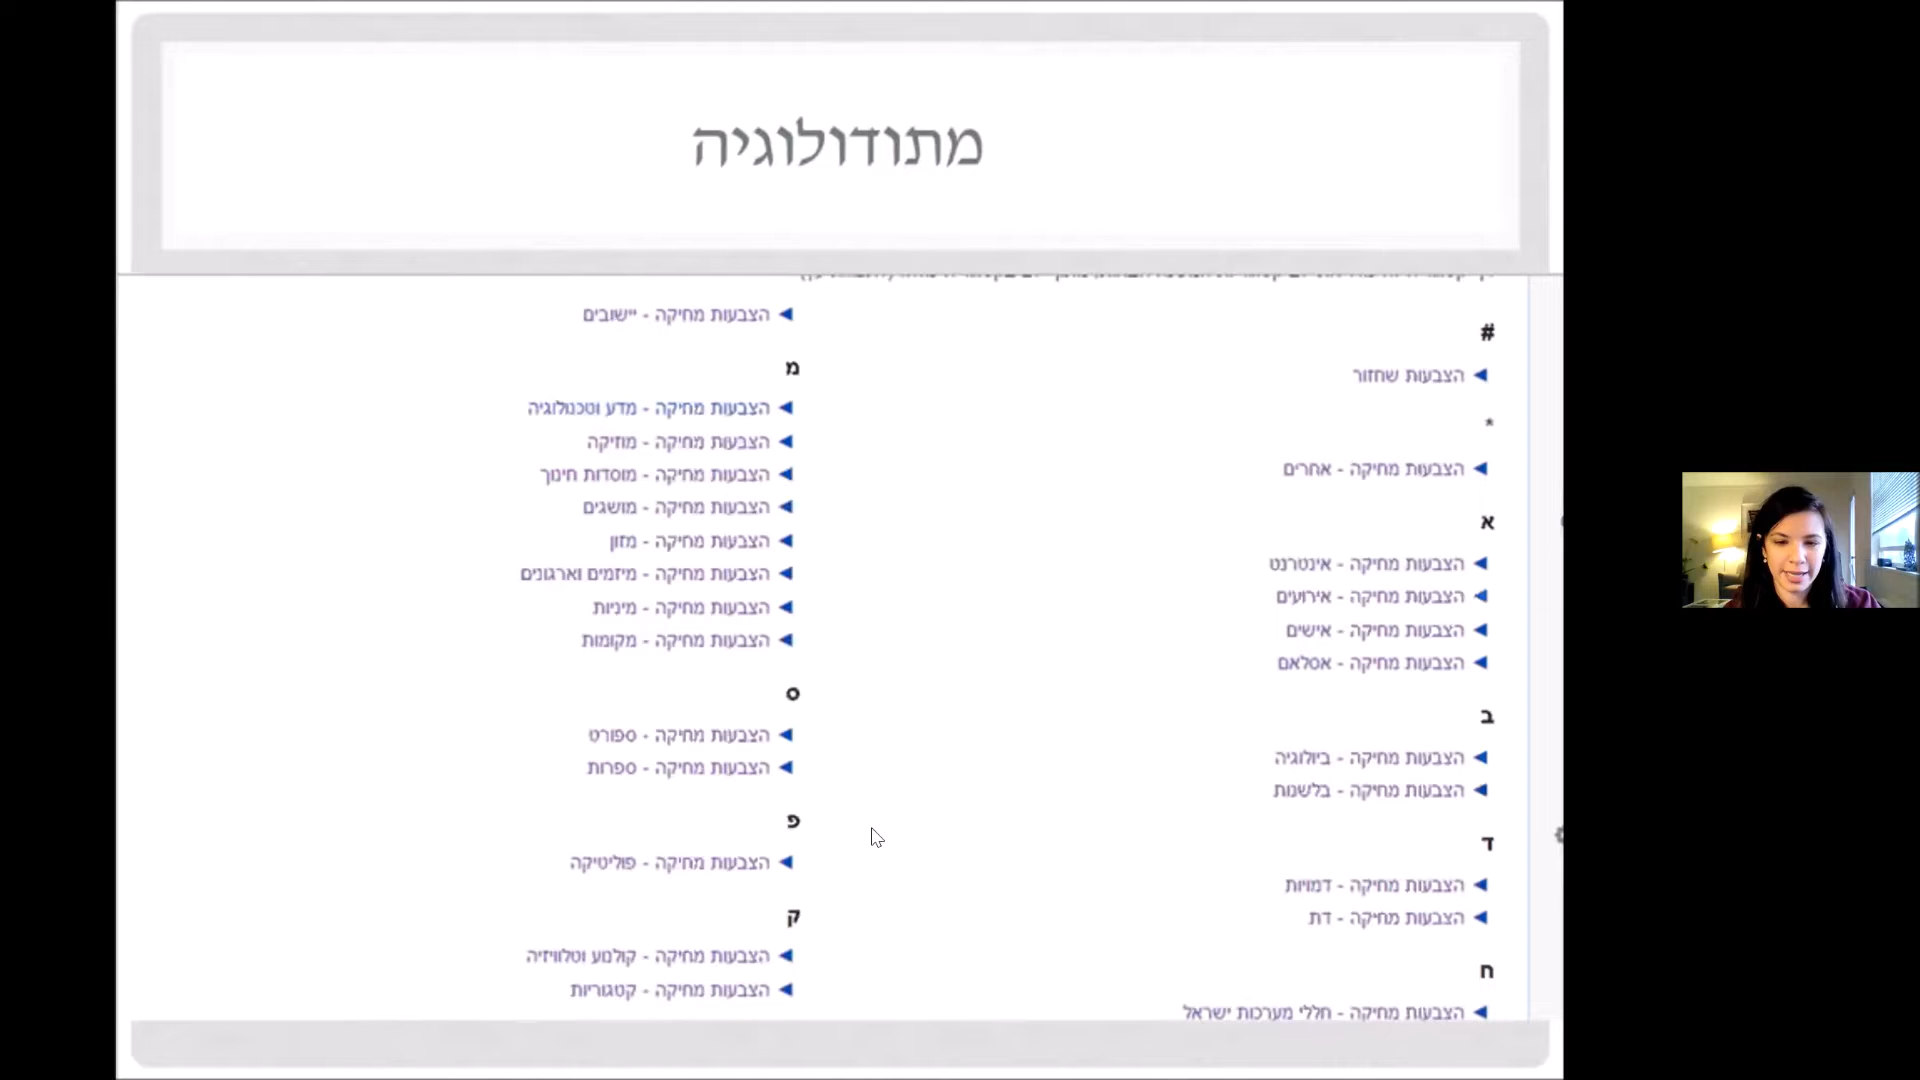 מתודולוגיה
#
הצבעות שחזור
*
הצבעות מחיקה - אחרים
א
הצבעות מחיקה - אינטרנט
הצבעות מחיקה - אירועים
הצבעות מחיקה - אישים
הצבעות מחיקה - אסלאם
ב
הצבעות מחיקה - ביולוגיה
הצבעות מחיקה - בלשנות
ד
הצבעות מחיקה - דמויות
הצבעות מחיקה - דת
ח
הצבעות מחיקה - חללי מערכות ישראל
הצבעות מחיקה - יישובים
מ
הצבעות מחיקה - מדע וטכנולוגיה
הצבעות מחיקה - מוזיקה
הצבעות מחיקה - מוסדות חינוך
הצבעות מחיקה - מושגים
הצבעות מחיקה - מזון
הצבעות מחיקה - מיזמים וארגונים
הצבעות מחיקה - מיניות
הצבעות מחיקה - מקומות
ס
הצבעות מחיקה - ספורט
הצבעות מחיקה - ספרות
פ
הצבעות מחיקה - פוליטיקה
ק
הצבעות מחיקה - קולנוע וטלוויזיה
הצבעות מחיקה - קטגוריות